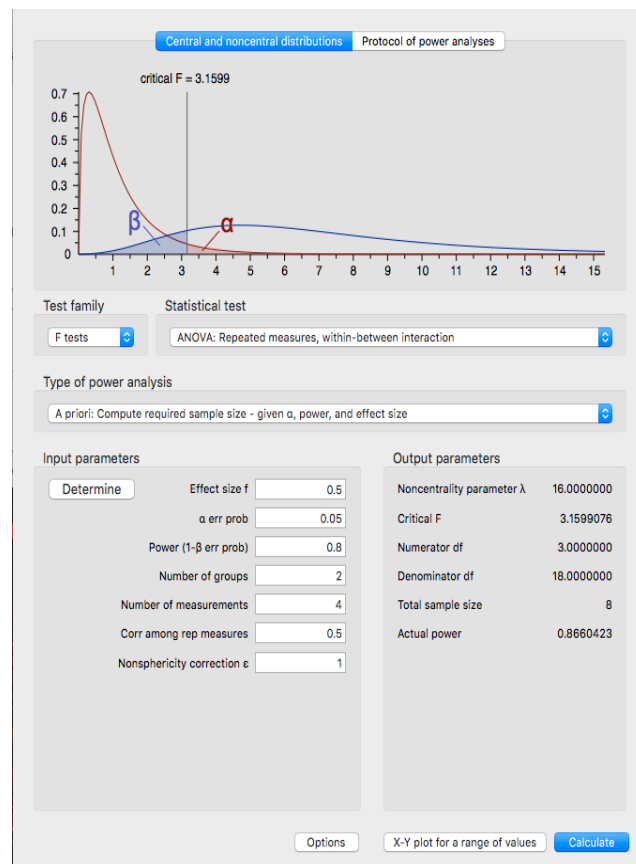 Central and noncentral distributions Protocol of power analyses
critical F = 3.1599
0.7
0.6
0.5
0.4
0.3
0.2
0.1
0
β
α
1 2 3 4 5 6 7 8 9 10 11 12 13 14 15
Test family Statistical test
F tests ANOVA: Repeated measures, within-between interaction
Type of power analysis
A priori: Compute required sample size - given α, power, and effect size
Input parameters Output parameters
Determine Effect size f 0.5 Noncentrality parameter λ 16.0000000
α err prob 0.05 Critical F 3.1599076
Power (1-β err prob) 0.8 Numerator df 3.0000000
Number of groups 2 Denominator df 18.0000000
Number of measurements 4 Total sample size 8
Corr among rep measures 0.5 Actual power 0.8660423
Nonsphericity correction ε 1
Options X-Y plot for a range of values Calculate